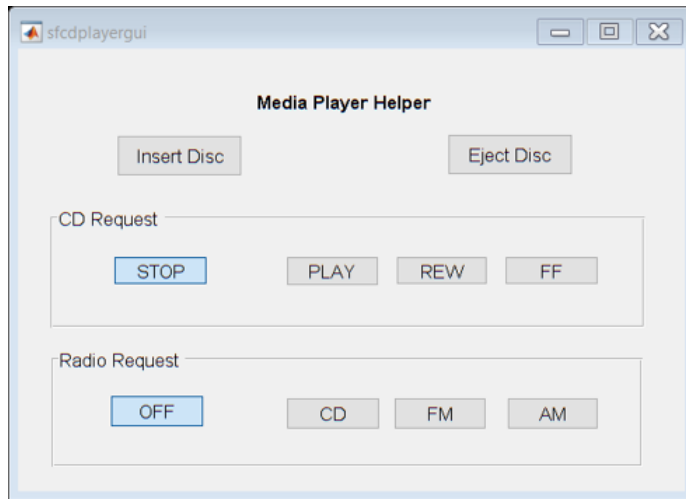 sfcdplayergui
Media Player Helper
Insert Disc Eject Disc
CD Request
STOP PLAY REW FF
Radio Request
OFF CD FM AM